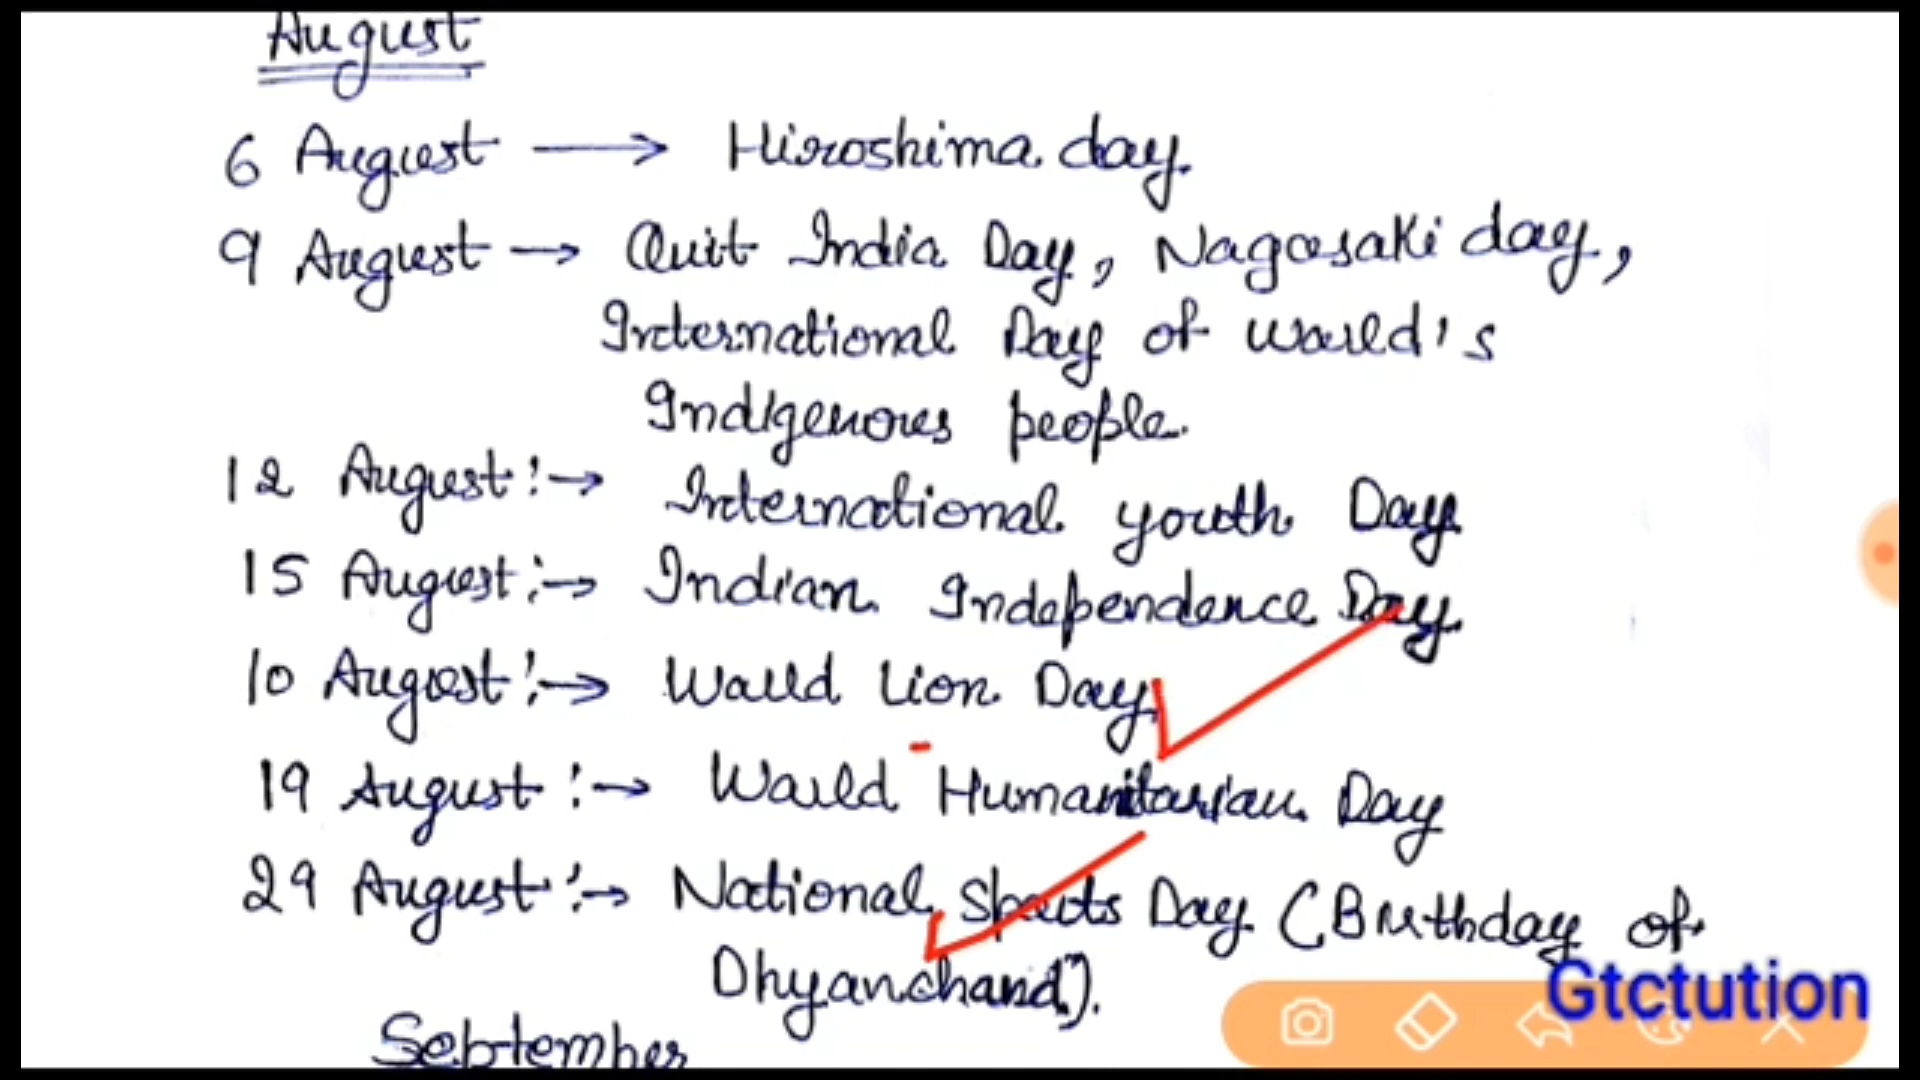 August
6 August → Hiroshima day.
9 August → Quit India Day, Nagasaki day,
International Day of World's
Indigenous people.
12 August :→ International youth Day
15 August :→ Indian Independence Day.
10 August :→ World Lion Day
19 August :→ World Humanitarian Day
29 August :→ National Sports Day (Birthday of
Dhyanchand).
Gtctution
September